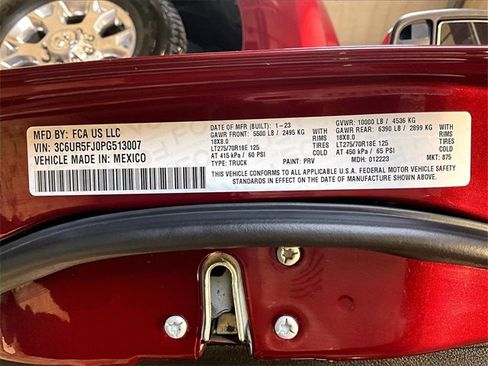 MFD BY: FCA US LLC
VIN: 3C6UR5FJ0PG513007
VEHICLE MADE IN: MEXICO
DATE OF MFR (BUILT): 1-23 GVWR: 10000 LB / 4536 KG
GAWR FRONT: 5500 LB / 2495 KG WITH GAWR REAR: 6390 LB / 2899 KG WITH
18X8.0 RIMS 18X8.0 RIMS
LT275/70R18E 125 TIRES LT275/70R18E 125 TIRES
AT 415 kPa / 60 PSI COLD AT 450 kPa / 65 PSI COLD
TYPE: TRUCK PAINT: PRV MDH: 012223 MKT: 875
THIS VEHICLE CONFORMS TO ALL APPLICABLE U.S.A. FEDERAL MOTOR VEHICLE SAFETY
STANDARDS IN EFFECT ON THE DATE OF MANUFACTURE SHOWN ABOVE.